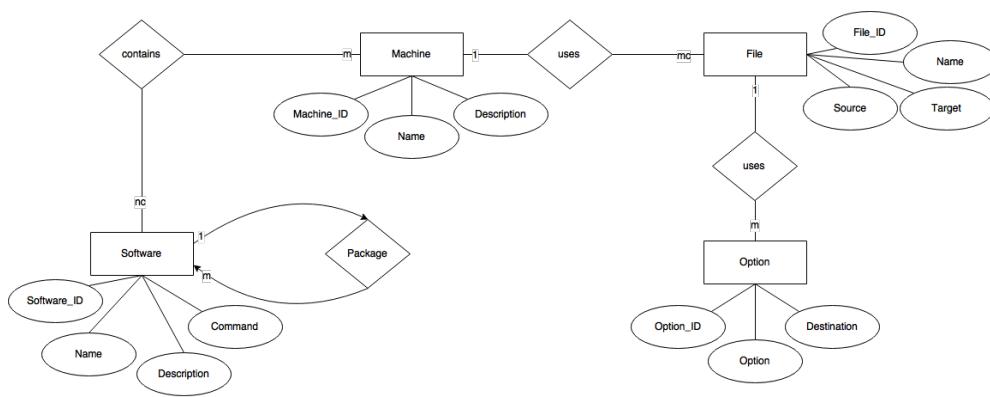 contains
m
Machine
1
uses
mc
File
File_ID
Name
Source
Target
Machine_ID
Name
Description
1
uses
m
Option
Option_ID
Option
Destination
nc
Software
1
Package
m
Software_ID
Name
Description
Command